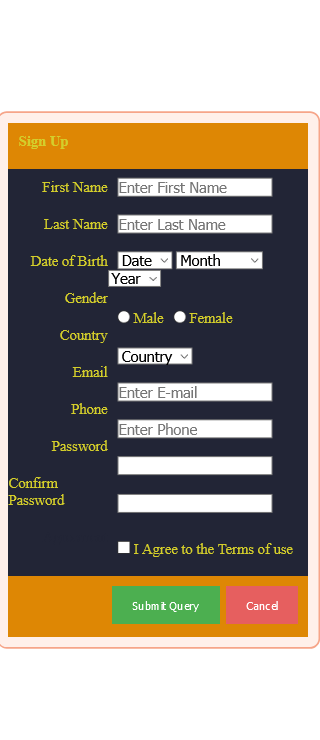 Sign Up
First Name Enter First Name
Last Name Enter Last Name
Date of Birth Date Month
Year
Gender
Male Female
Country
Country
Email
Enter E-mail
Phone
Enter Phone
Password
Confirm
Password
I Agree to the Terms of use
Submit Query Cancel